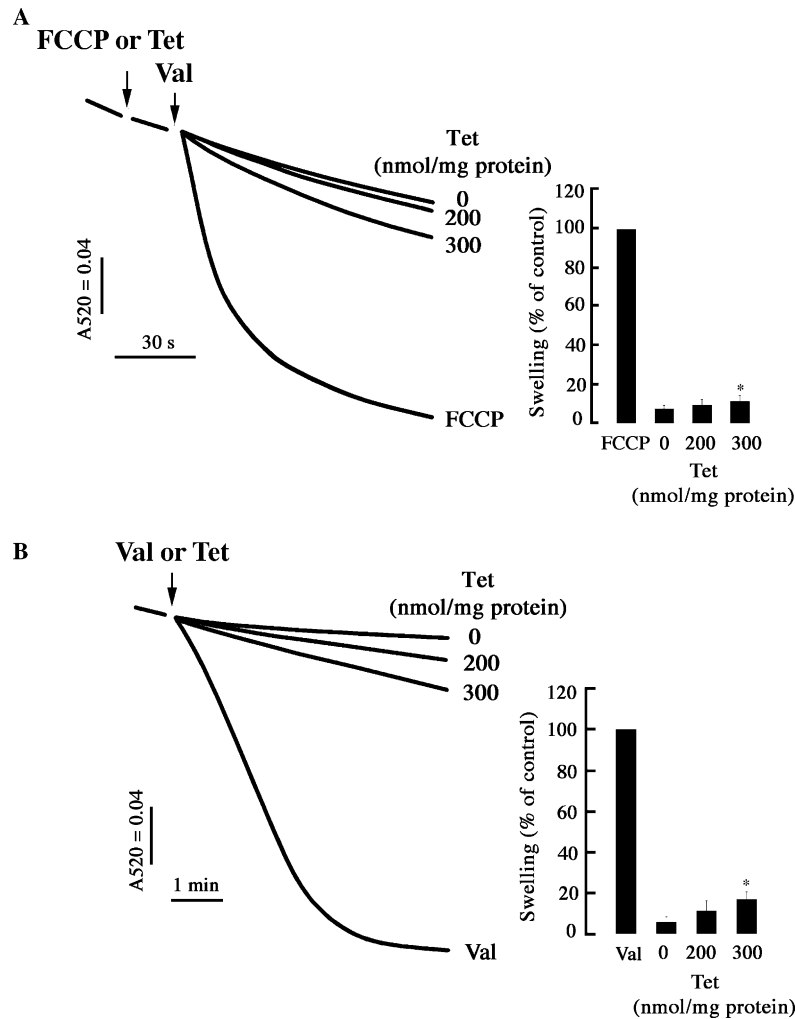 A
FCCP or Tet
Val
Tet
(nmol/mg protein)
0
200
300
FCCP
A520 = 0.04
30 s
Swelling (% of control)
120
100
80
60
40
20
0
*
FCCP 0 200 300
Tet
(nmol/mg protein)
B
Val or Tet
Tet
(nmol/mg protein)
0
200
300
Val
A520 = 0.04
1 min
Swelling (% of control)
120
100
80
60
40
20
0
*
Val 0 200 300
Tet
(nmol/mg protein)